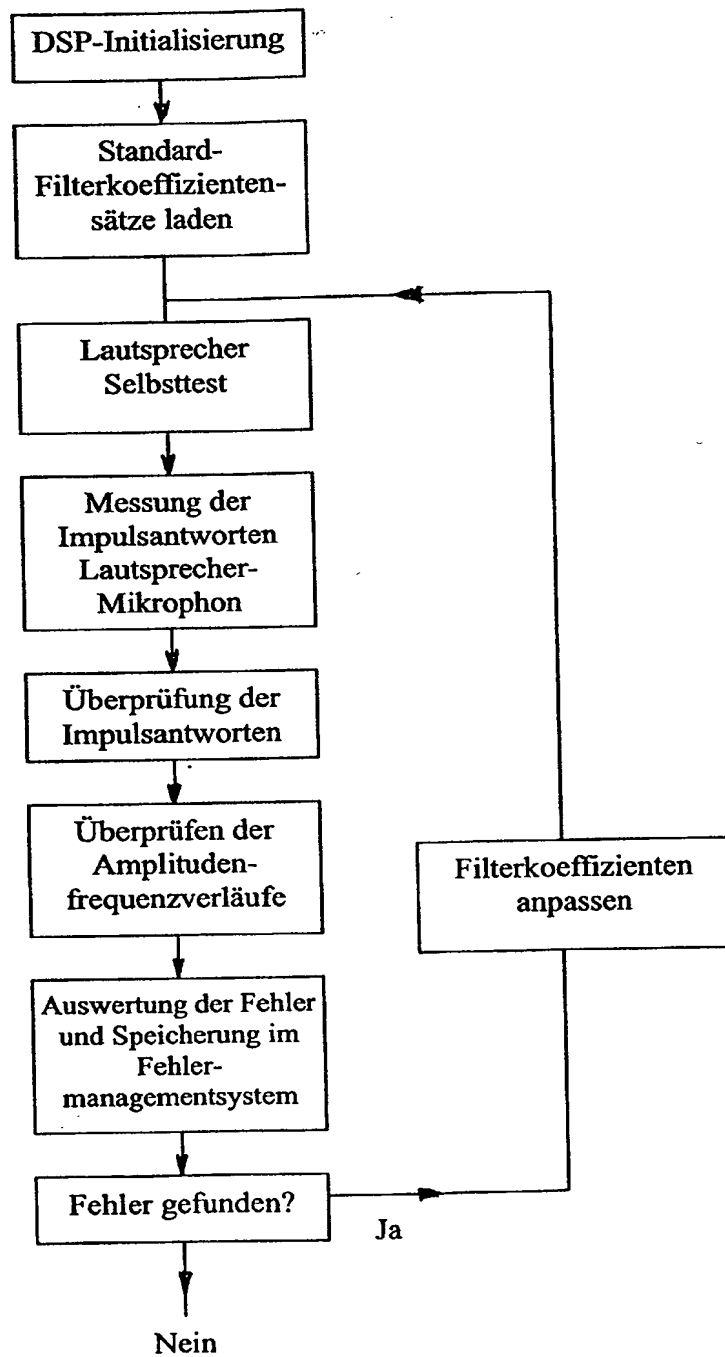 DSP-Initialisierung
Standard-
Filterkoeffizienten-
sätze laden
Lautsprecher
Selbsttest
Messung der
Impulsantworten
Lautsprecher-
Mikrophon
Überprüfung der
Impulsantworten
Überprüfen der
Amplituden-
frequenzverläufe
Filterkoeffizienten
anpassen
Auswertung der Fehler
und Speicherung im
Fehler-
managementsystem
Fehler gefunden?
Ja
Nein